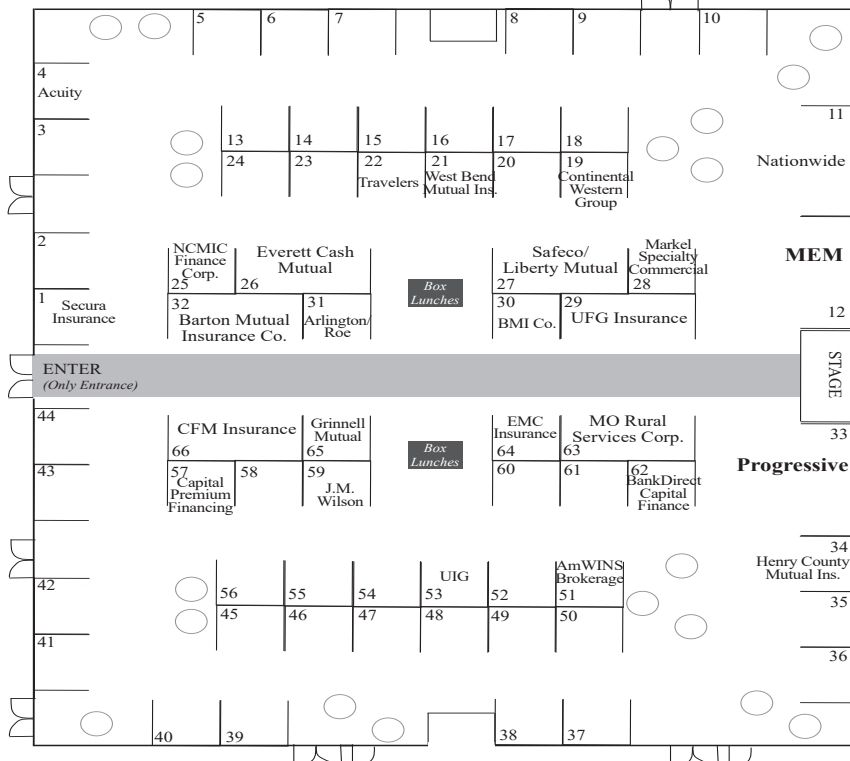 5
6
7
8
9
10
4
Acuity
3
11
Nationwide
13
14
15
16
17
18
24
23
22
Travelers
21
West Bend
Mutual Ins.
20
19
Continental
Western
Group
2
1
Secura
Insurance
NCMIC
Finance
Corp.
25
Everett Cash
Mutual
26
32
Barton Mutual
Insurance Co.
31
Arlington/
Roe
Box
Lunches
Safeco/
Liberty Mutual
27
Markel
Specialty
Commercial
28
30
BMI Co.
29
UFG Insurance
MEM
12
STAGE
ENTER
(Only Entrance)
44
43
CFM Insurance
66
Grinnell
Mutual
65
57
Capital
Premium
Financing
58
59
J.M.
Wilson
Box
Lunches
EMC
Insurance
64
MO Rural
Services Corp.
63
60
61
62
BankDirect
Capital
Finance
33
Progressive
34
Henry County
Mutual Ins.
35
36
42
41
56
55
54
UIG
53
52
AmWINS
Brokerage
51
45
46
47
48
49
50
40
39
38
37